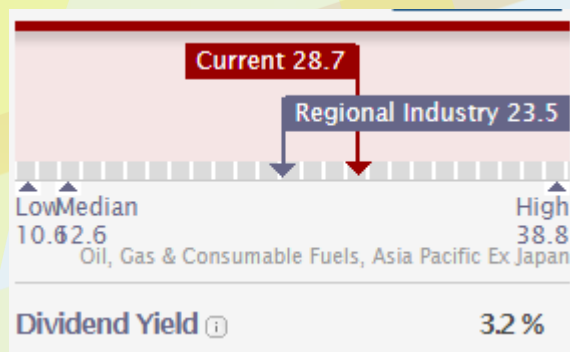 Current 28.7
Regional Industry 23.5
Low Median High
10.6 12.6 38.8
Oil, Gas & Consumable Fuels, Asia Pacific Ex Japan
Dividend Yield i 3.2 %